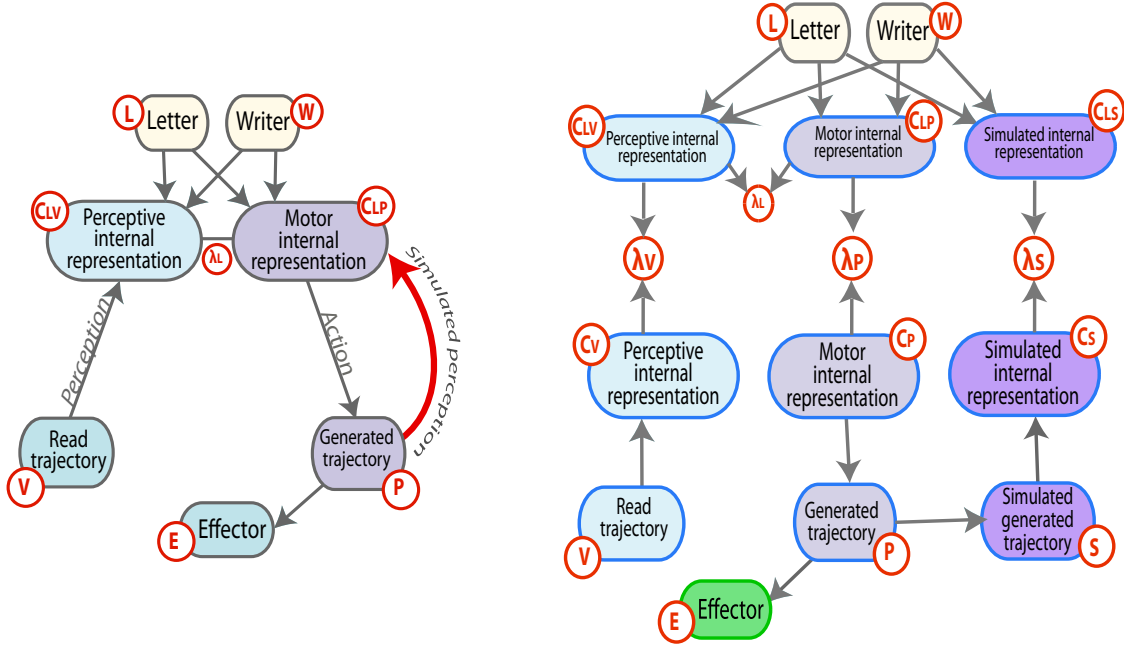 L
Letter
Writer
W
CLV
Perceptive
internal
representation
λL
CLP
Motor
internal
representation
Perception
Action
Simulated perception
Read
trajectory
V
Generated
trajectory
P
E
Effector
L
Letter
Writer
W
CLV
Perceptive internal
representation
Motor internal
representation
CLP
CLS
Simulated internal
representation
λL
λV
λP
λS
CV
Perceptive
internal
representation
CP
Motor
internal
representation
CS
Simulated
internal
representation
Read
trajectory
V
Generated
trajectory
P
Simulated
generated
trajectory
S
E
Effector